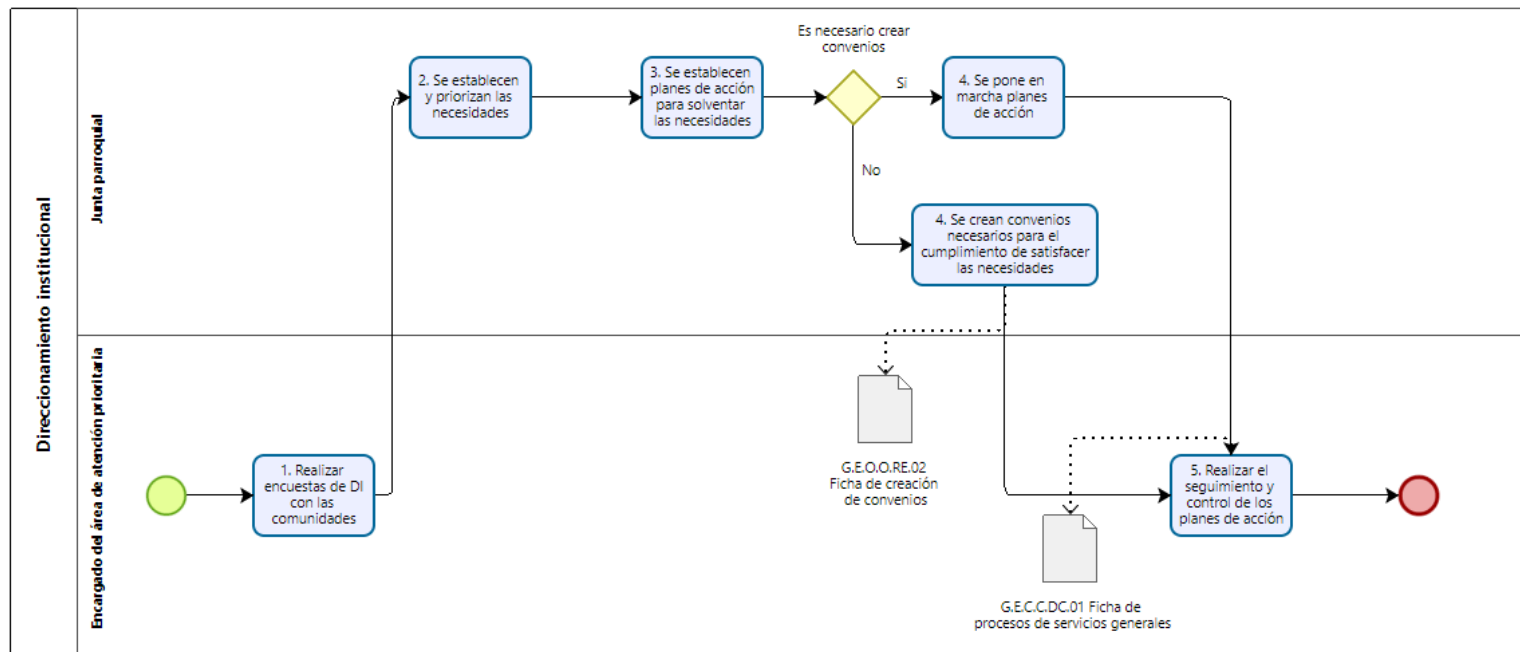 Direccionamiento institucional
Junta parroquial
Es necesario crear
convenios
2. Se establecen
y priorizan las
necesidades
3. Se establecen
planes de acción
para solventar
las necesidades
Si
4. Se pone en
marcha planes
de acción
No
4. Se crean convenios
necesarios para el
cumplimiento de satisfacer
las necesidades
Encargado del área de atención prioritaria
1. Realizar
encuestas de DI
con las
comunidades
G.E.O.O.RE.02
Ficha de creación
de convenios
5. Realizar el
seguimiento y
control de los
planes de acción
G.E.C.C.DC.01 Ficha de
procesos de servicios generales